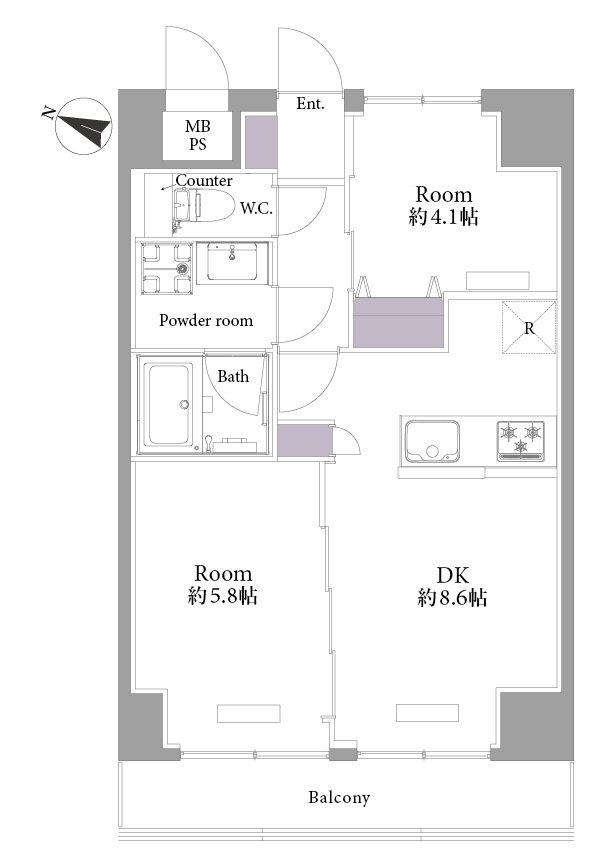 N
Ent.
MB
PS
Counter
W.C.
Room
約4.1帖
Powder room
R
Bath
Room
約5.8帖
DK
約8.6帖
Balcony